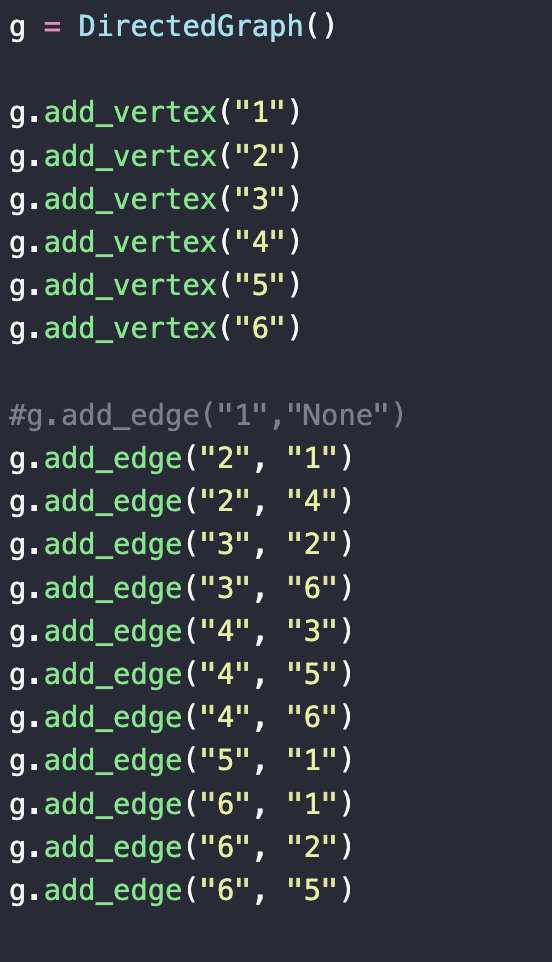 g = DirectedGraph()
g.add_vertex("1")
g.add_vertex("2")
g.add_vertex("3")
g.add_vertex("4")
g.add_vertex("5")
g.add_vertex("6")
#g.add_edge("1","None")
g.add_edge("2", "1")
g.add_edge("2", "4")
g.add_edge("3", "2")
g.add_edge("3", "6")
g.add_edge("4", "3")
g.add_edge("4", "5")
g.add_edge("4", "6")
g.add_edge("5", "1")
g.add_edge("6", "1")
g.add_edge("6", "2")
g.add_edge("6", "5")